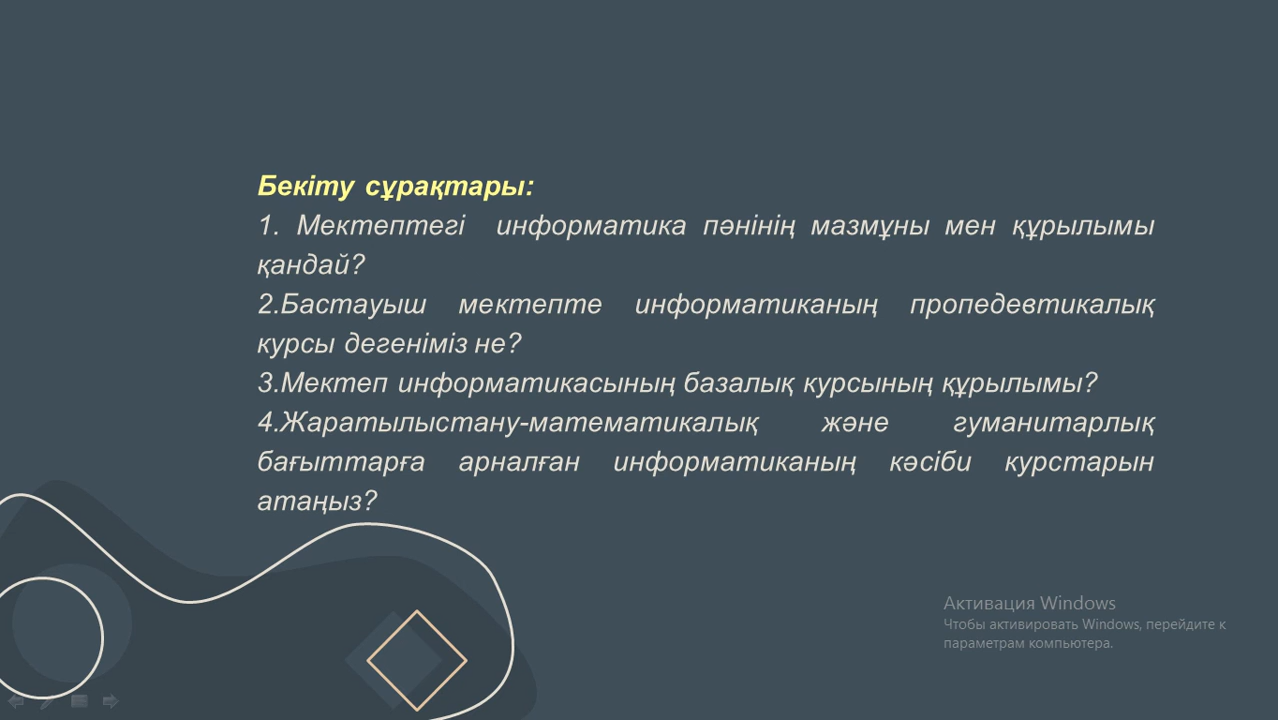 Бекіту сұрақтары:
1. Мектептегі информатика пәнінің мазмұны мен құрылымы
қандай?
2.Бастауыш мектепте информатиканың пропедевтикалық
курсы дегеніміз не?
3.Мектеп информатикасының базалық курсының құрылымы?
4.Жаратылыстану-математикалық және гуманитарлық
бағыттарға арналған информатиканың кәсіби курстарын
атаңыз?
Активация Windows
Чтобы активировать Windows, перейдите к
параметрам компьютера.